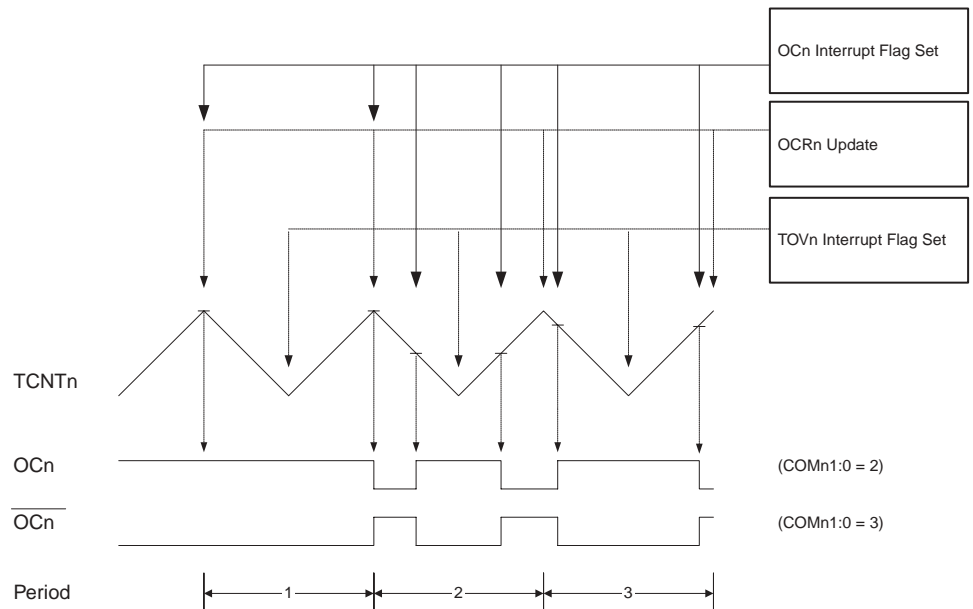 OCn Interrupt Flag Set
OCRn Update
TOVn Interrupt Flag Set
TCNTn
OCn
(COMn1:0 = 2)
OCn
(COMn1:0 = 3)
Period
1
2
3